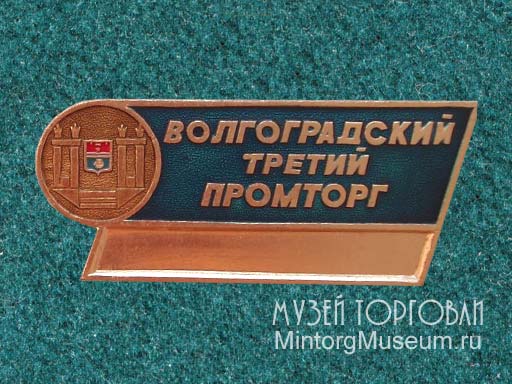 ВОЛГОГРАДСКИЙ
ТРЕТИЙ
ПРОМТОРГ
МУЗЕЙ ТОРГОВЛИ
MintorgMuseum.ru